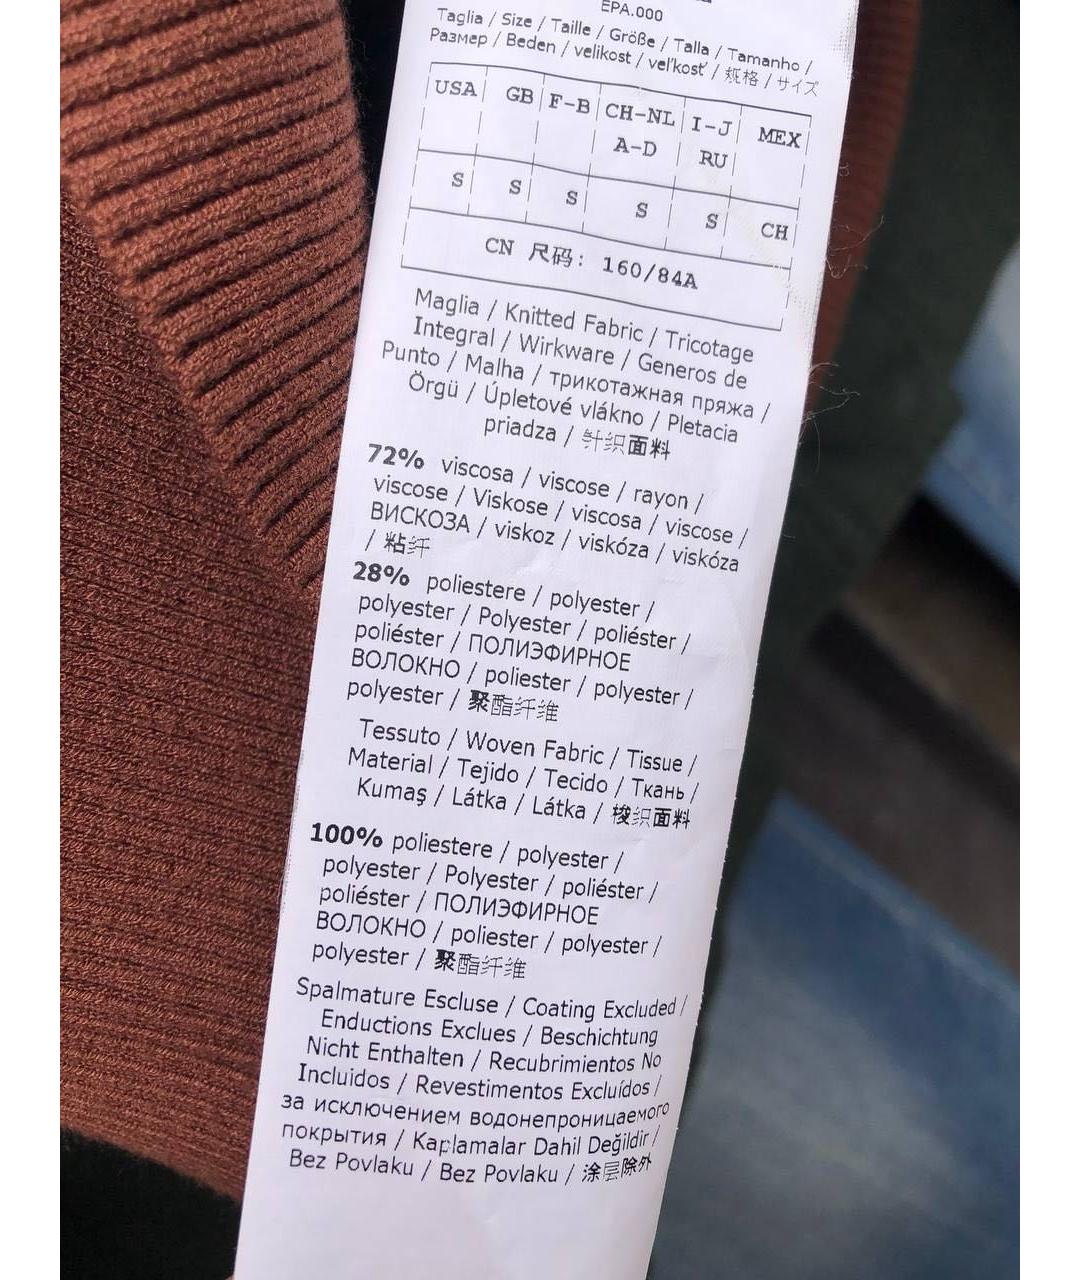 EPA.000
Taglia / Size / Taille / Größe / Talla / Tamanho /
Размер / Beden / velikost / veľkosť / 规格 / サイズ
USA GB F-B CH-NL I-J MEX
A-D RU
S S S S S CH
CN 尺码: 160/84A
Maglia / Knitted Fabric / Tricotage
Integral / Wirkware / Generos de
Punto / Malha / трикотажная пряжа /
Örgü / Úpletové vlákno / Pletacia
priadza / 针织面料
72% viscosa / viscose / rayon /
viscose / Viskose / viscosa / viscose /
ВИСКОЗА / viskoz / viskóza / viskóza
/ 粘纤
28% poliestere / polyester /
polyester / Polyester / poliéster /
poliéster / ПОЛИЭФИРНОЕ
ВОЛОКНО / poliester / polyester /
polyester / 聚酯纤维
Tessuto / Woven Fabric / Tissue /
Material / Tejido / Tecido / Ткань /
Kumaş / Látka / Látka / 梭织面料
100% poliestere / polyester /
polyester / Polyester / poliéster /
poliéster / ПОЛИЭФИРНОЕ
ВОЛОКНО / poliester / polyester /
polyester / 聚酯纤维
Spalmature Escluse / Coating Excluded /
Enductions Exclues / Beschichtung
Nicht Enthalten / Recubrimientos No
Incluidos / Revestimentos Excluídos /
за исключением водонепроницаемого
покрытия / Kaplamalar Dahil Değildir /
Bez Povlaku / Bez Povlaku / 涂层除外